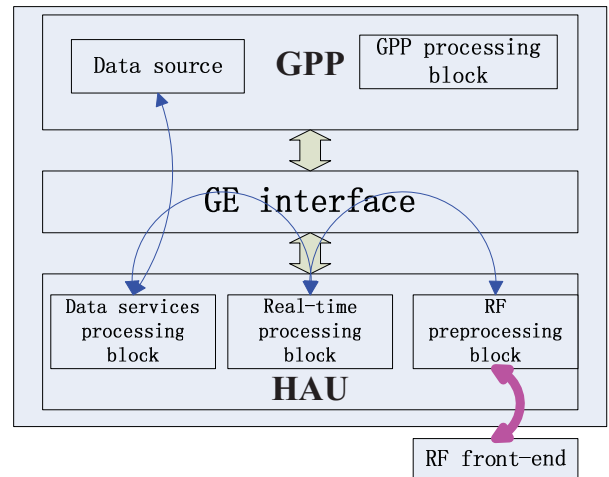 Data source
GPP
GPP processing
block
GE interface
Data services
processing
block
Real-time
processing
block
RF
preprocessing
block
HAU
RF front-end